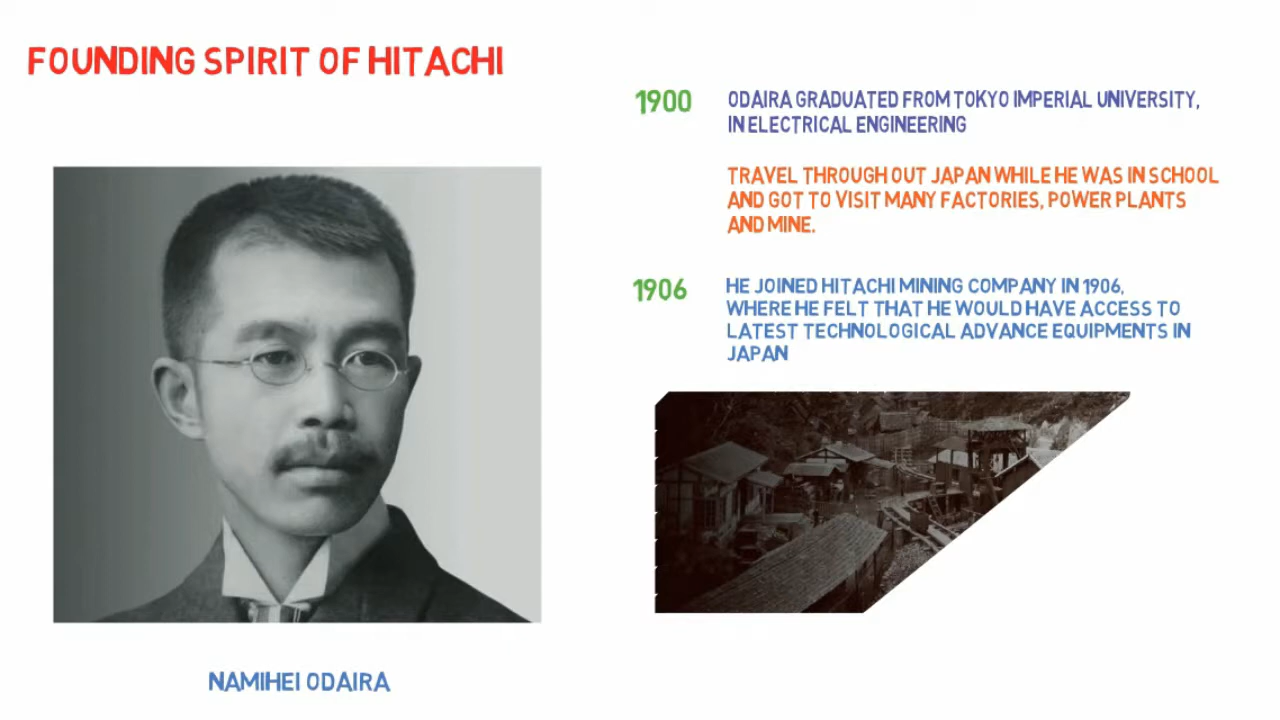 FOUNDING SPIRIT OF HITACHI
1900
ODAIRA GRADUATED FROM TOKYO IMPERIAL UNIVERSITY,
IN ELECTRICAL ENGINEERING
TRAVEL THROUGH OUT JAPAN WHILE HE WAS IN SCHOOL
AND GOT TO VISIT MANY FACTORIES, POWER PLANTS
AND MINE.
1906
HE JOINED HITACHI MINING COMPANY IN 1906,
WHERE HE FELT THAT HE WOULD HAVE ACCESS TO
LATEST TECHNOLOGICAL ADVANCE EQUIPMENTS IN
JAPAN
NAMIHEI ODAIRA